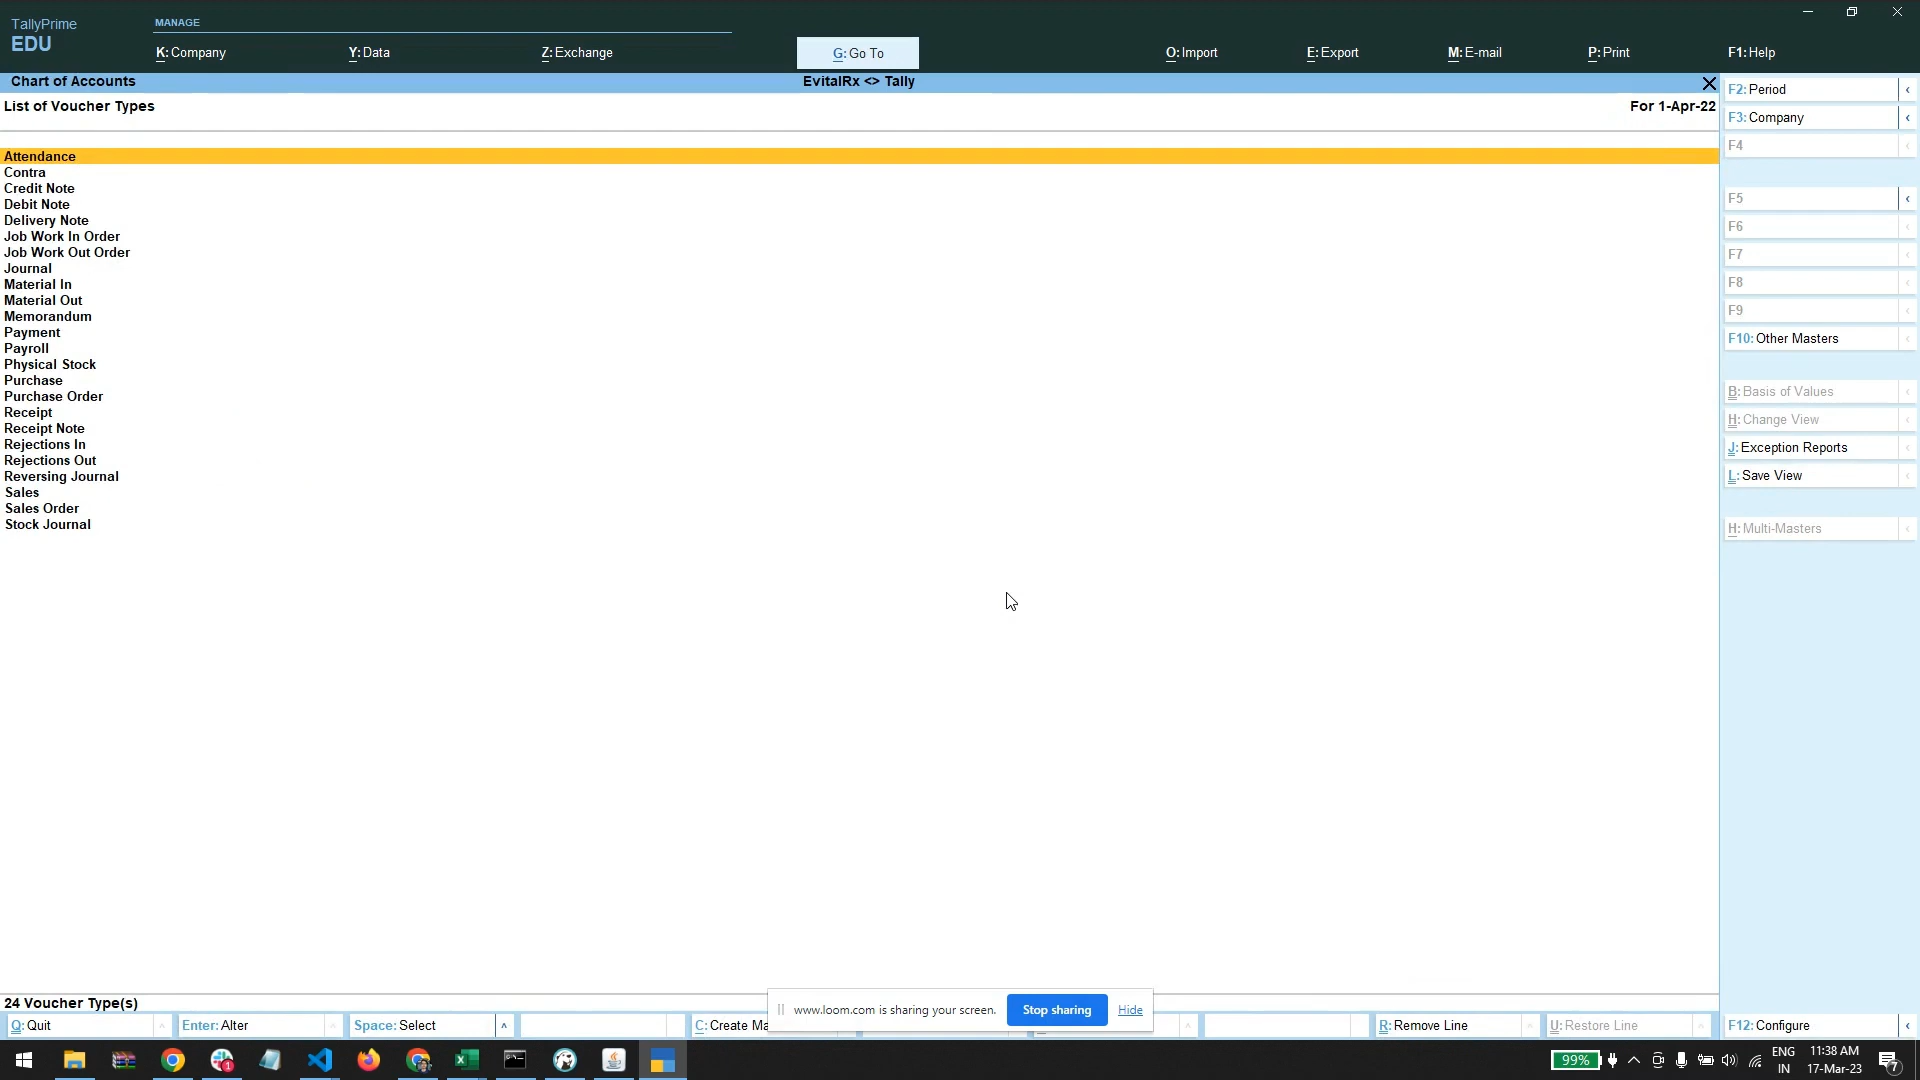 TallyPrime
EDU
MANAGE
K: Company
Y: Data
Z: Exchange
G: Go To
O: Import
E: Export
M: E-mail
P: Print
F1: Help
Chart of Accounts
EvitalRx <> Tally
List of Voucher Types
For 1-Apr-22
Attendance
Contra
Credit Note
Debit Note
Delivery Note
Job Work In Order
Job Work Out Order
Journal
Material In
Material Out
Memorandum
Payment
Payroll
Physical Stock
Purchase
Purchase Order
Receipt
Receipt Note
Rejections In
Rejections Out
Reversing Journal
Sales
Sales Order
Stock Journal
F2: Period
F3: Company
F4
F5
F6
F7
F8
F9
F10: Other Masters
B: Basis of Values
H: Change View
J: Exception Reports
L: Save View
H: Multi-Masters
24 Voucher Type(s)
Q: Quit
Enter: Alter
Space: Select
C: Create Ma
www.loom.com is sharing your screen.
Stop sharing
Hide
R: Remove Line
U: Restore Line
F12: Configure
99%
ENG
IN
11:38 AM
17-Mar-23
7
1